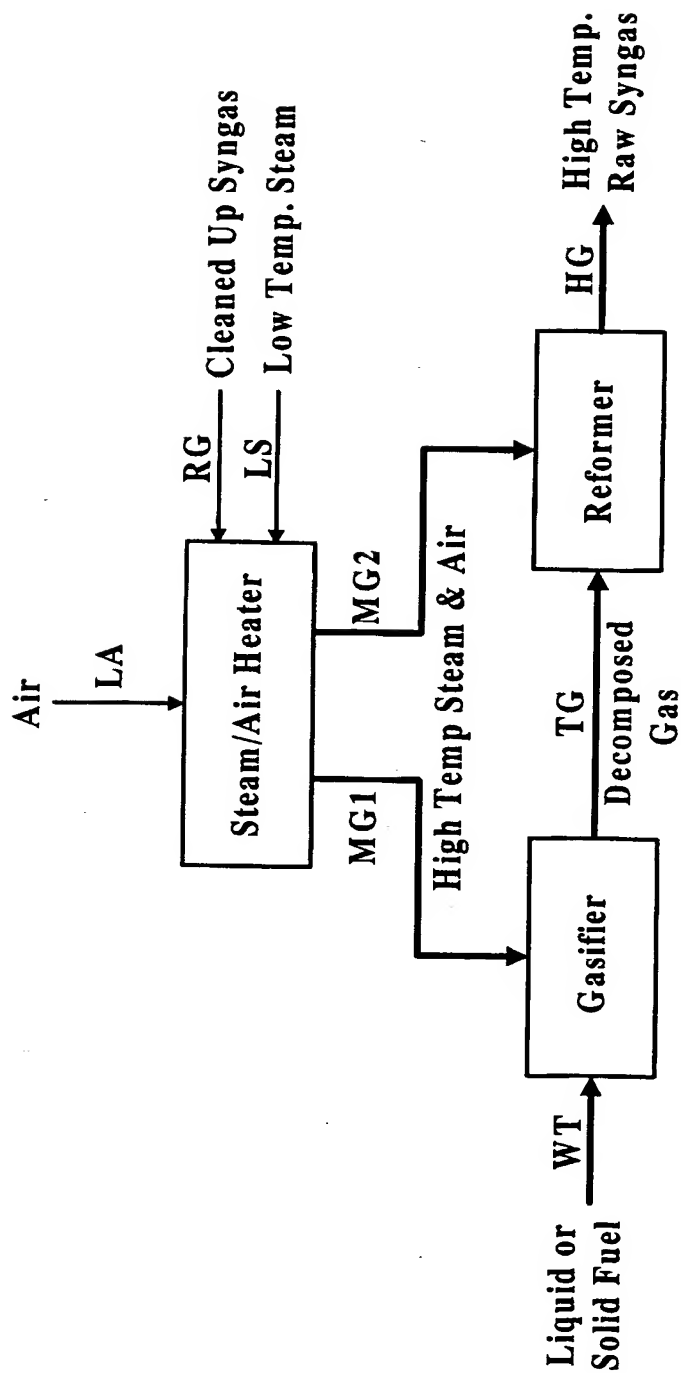 Air
LA
RG
Cleaned Up Syngas
LS
Low Temp. Steam
Steam/Air Heater
MG1
MG2
High Temp Steam & Air
Liquid or
Solid Fuel
WT
Gasifier
TG
Decomposed
Gas
Reformer
HG
High Temp.
Raw Syngas